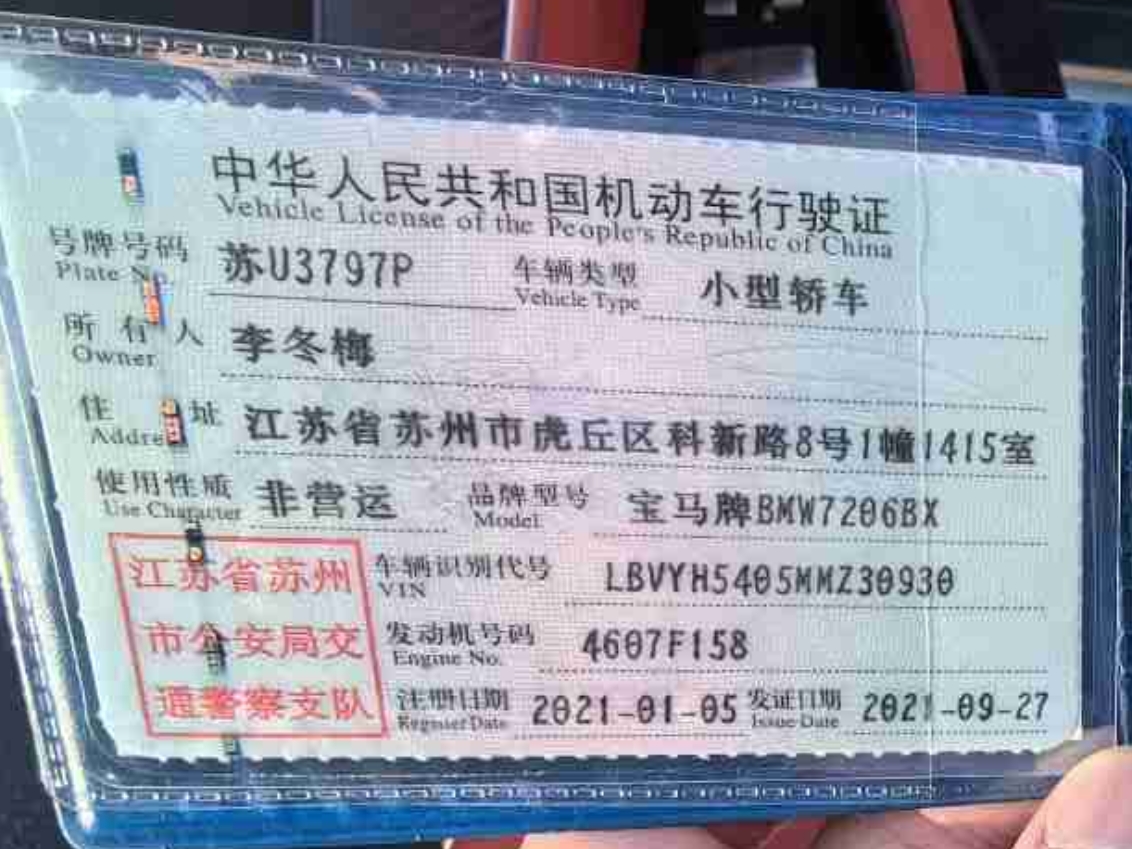 中华人民共和国机动车行驶证
Vehicle License of the People's Republic of China
号牌号码 苏U3797P 车辆类型 小型轿车
Plate No. Vehicle Type
所有人 李冬梅
Owner
住址 江苏省苏州市虎丘区科新路8号1幢1415室
Address
使用性质 非营运 品牌型号 宝马牌BMW7206BX
Use Character Model
江苏省苏州 车辆识别代号 LBVYH5405MMZ30930
VIN
市公安局交 发动机号码 4607F158
Engine No.
通警察支队 注册日期 2021-01-05 发证日期 2021-09-27
Register Date Issue Date